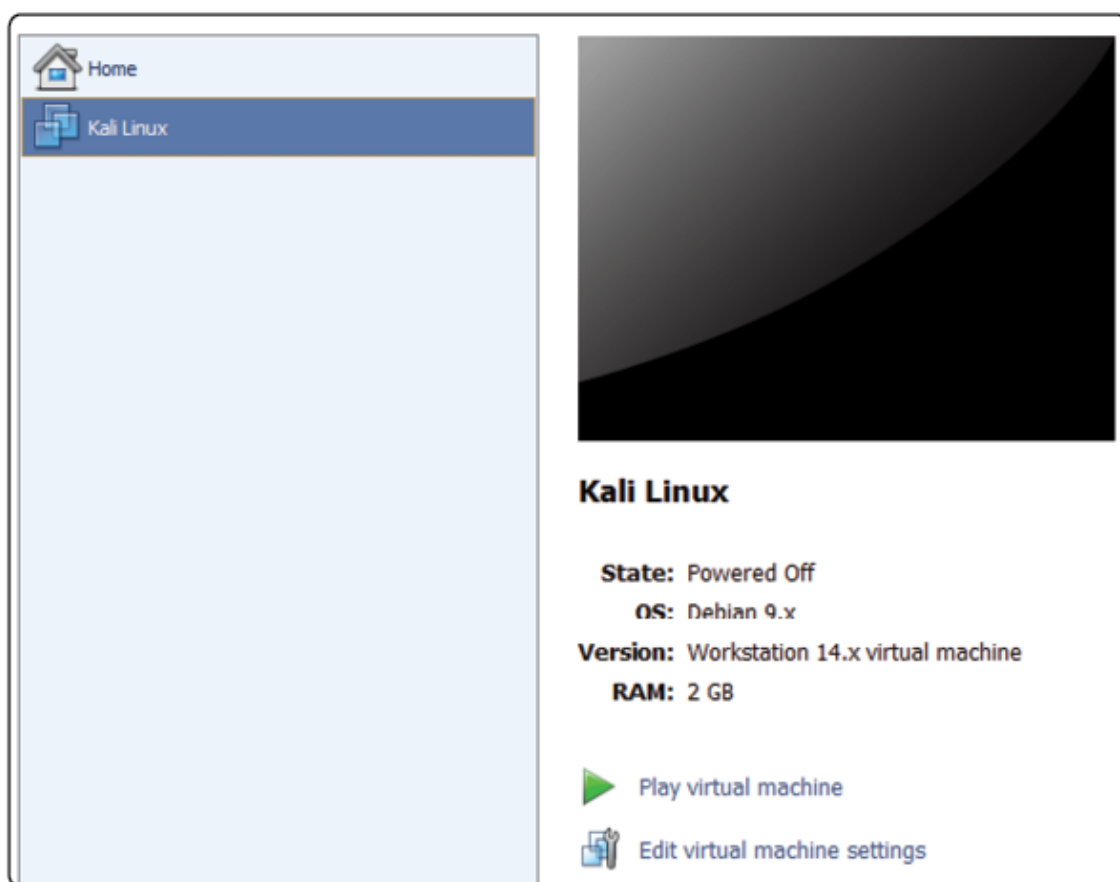 Home
Kali Linux
Kali Linux
State: Powered Off
OS: Debian 9.x
Version: Workstation 14.x virtual machine
RAM: 2 GB
Play virtual machine
Edit virtual machine settings